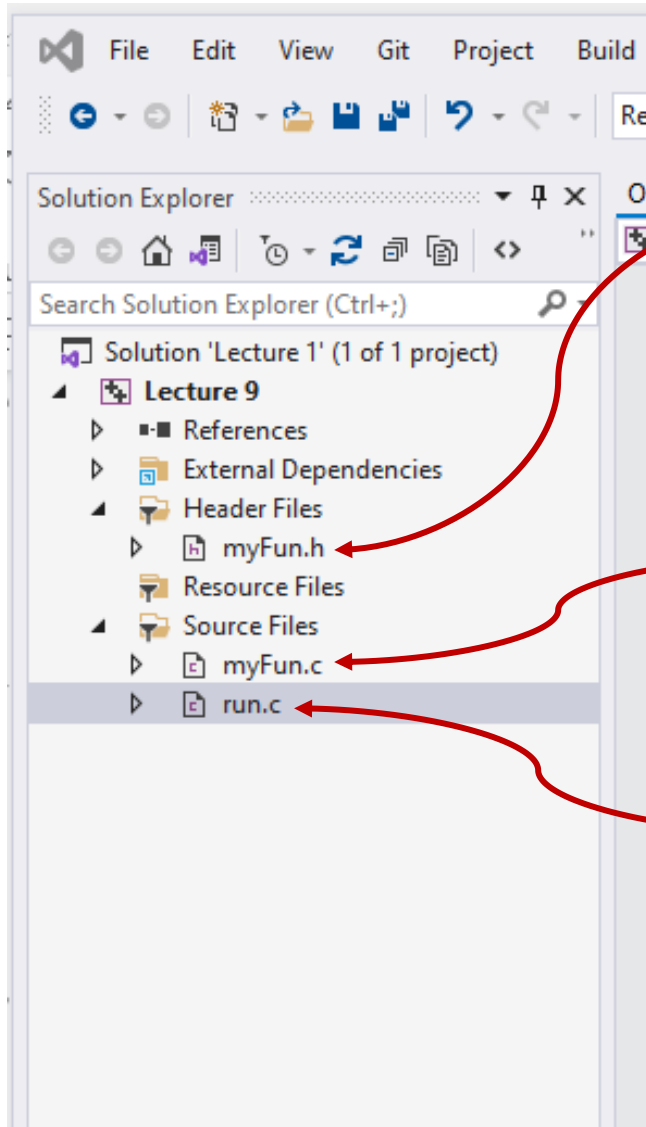 File Edit View Git Project Build
Solution Explorer
Search Solution Explorer (Ctrl+;)
Solution 'Lecture 1' (1 of 1 project)
Lecture 9
References
External Dependencies
Header Files
myFun.h
Resource Files
Source Files
myFun.c
run.c